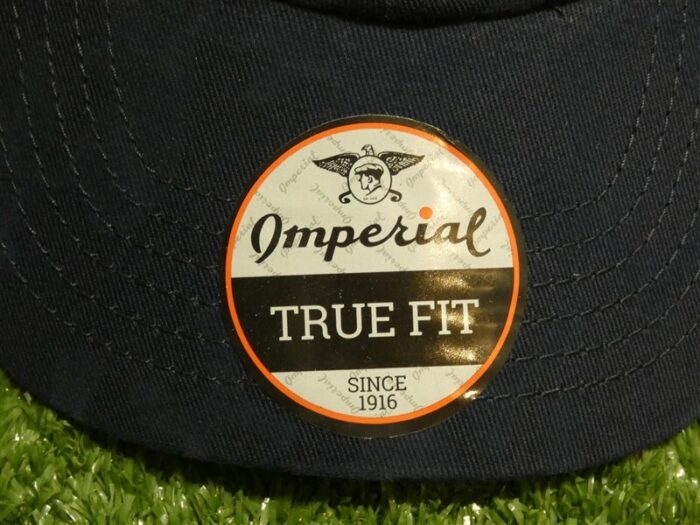 Imperial
TRUE FIT
SINCE
1916